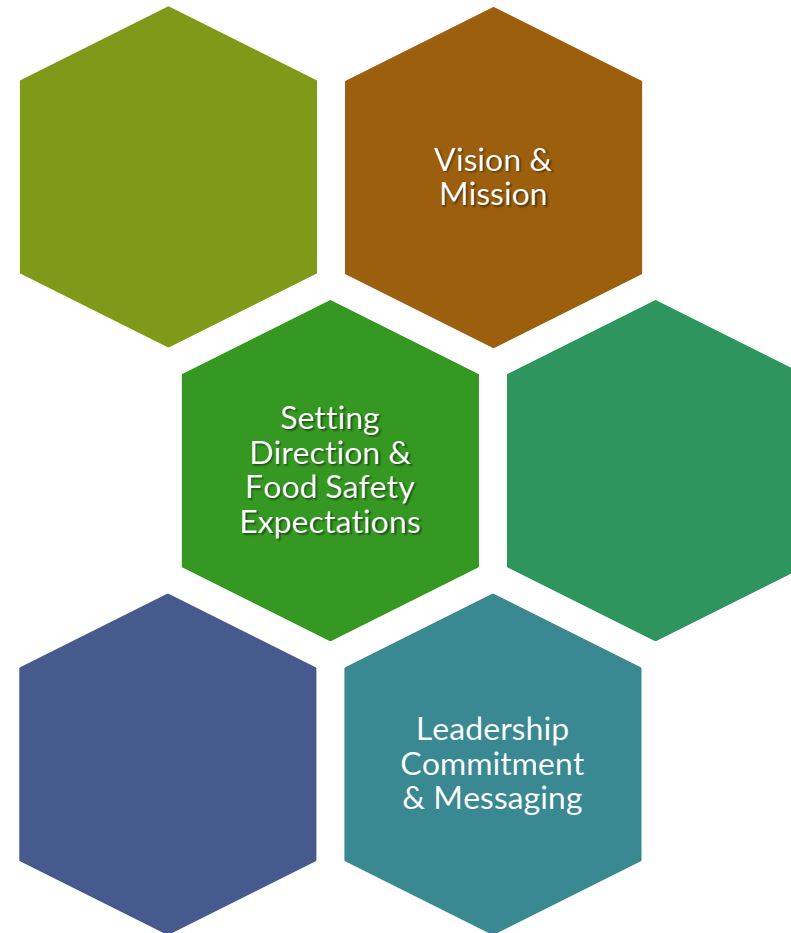 Vision &
Mission
Setting
Direction &
Food Safety
Expectations
Leadership
Commitment
& Messaging